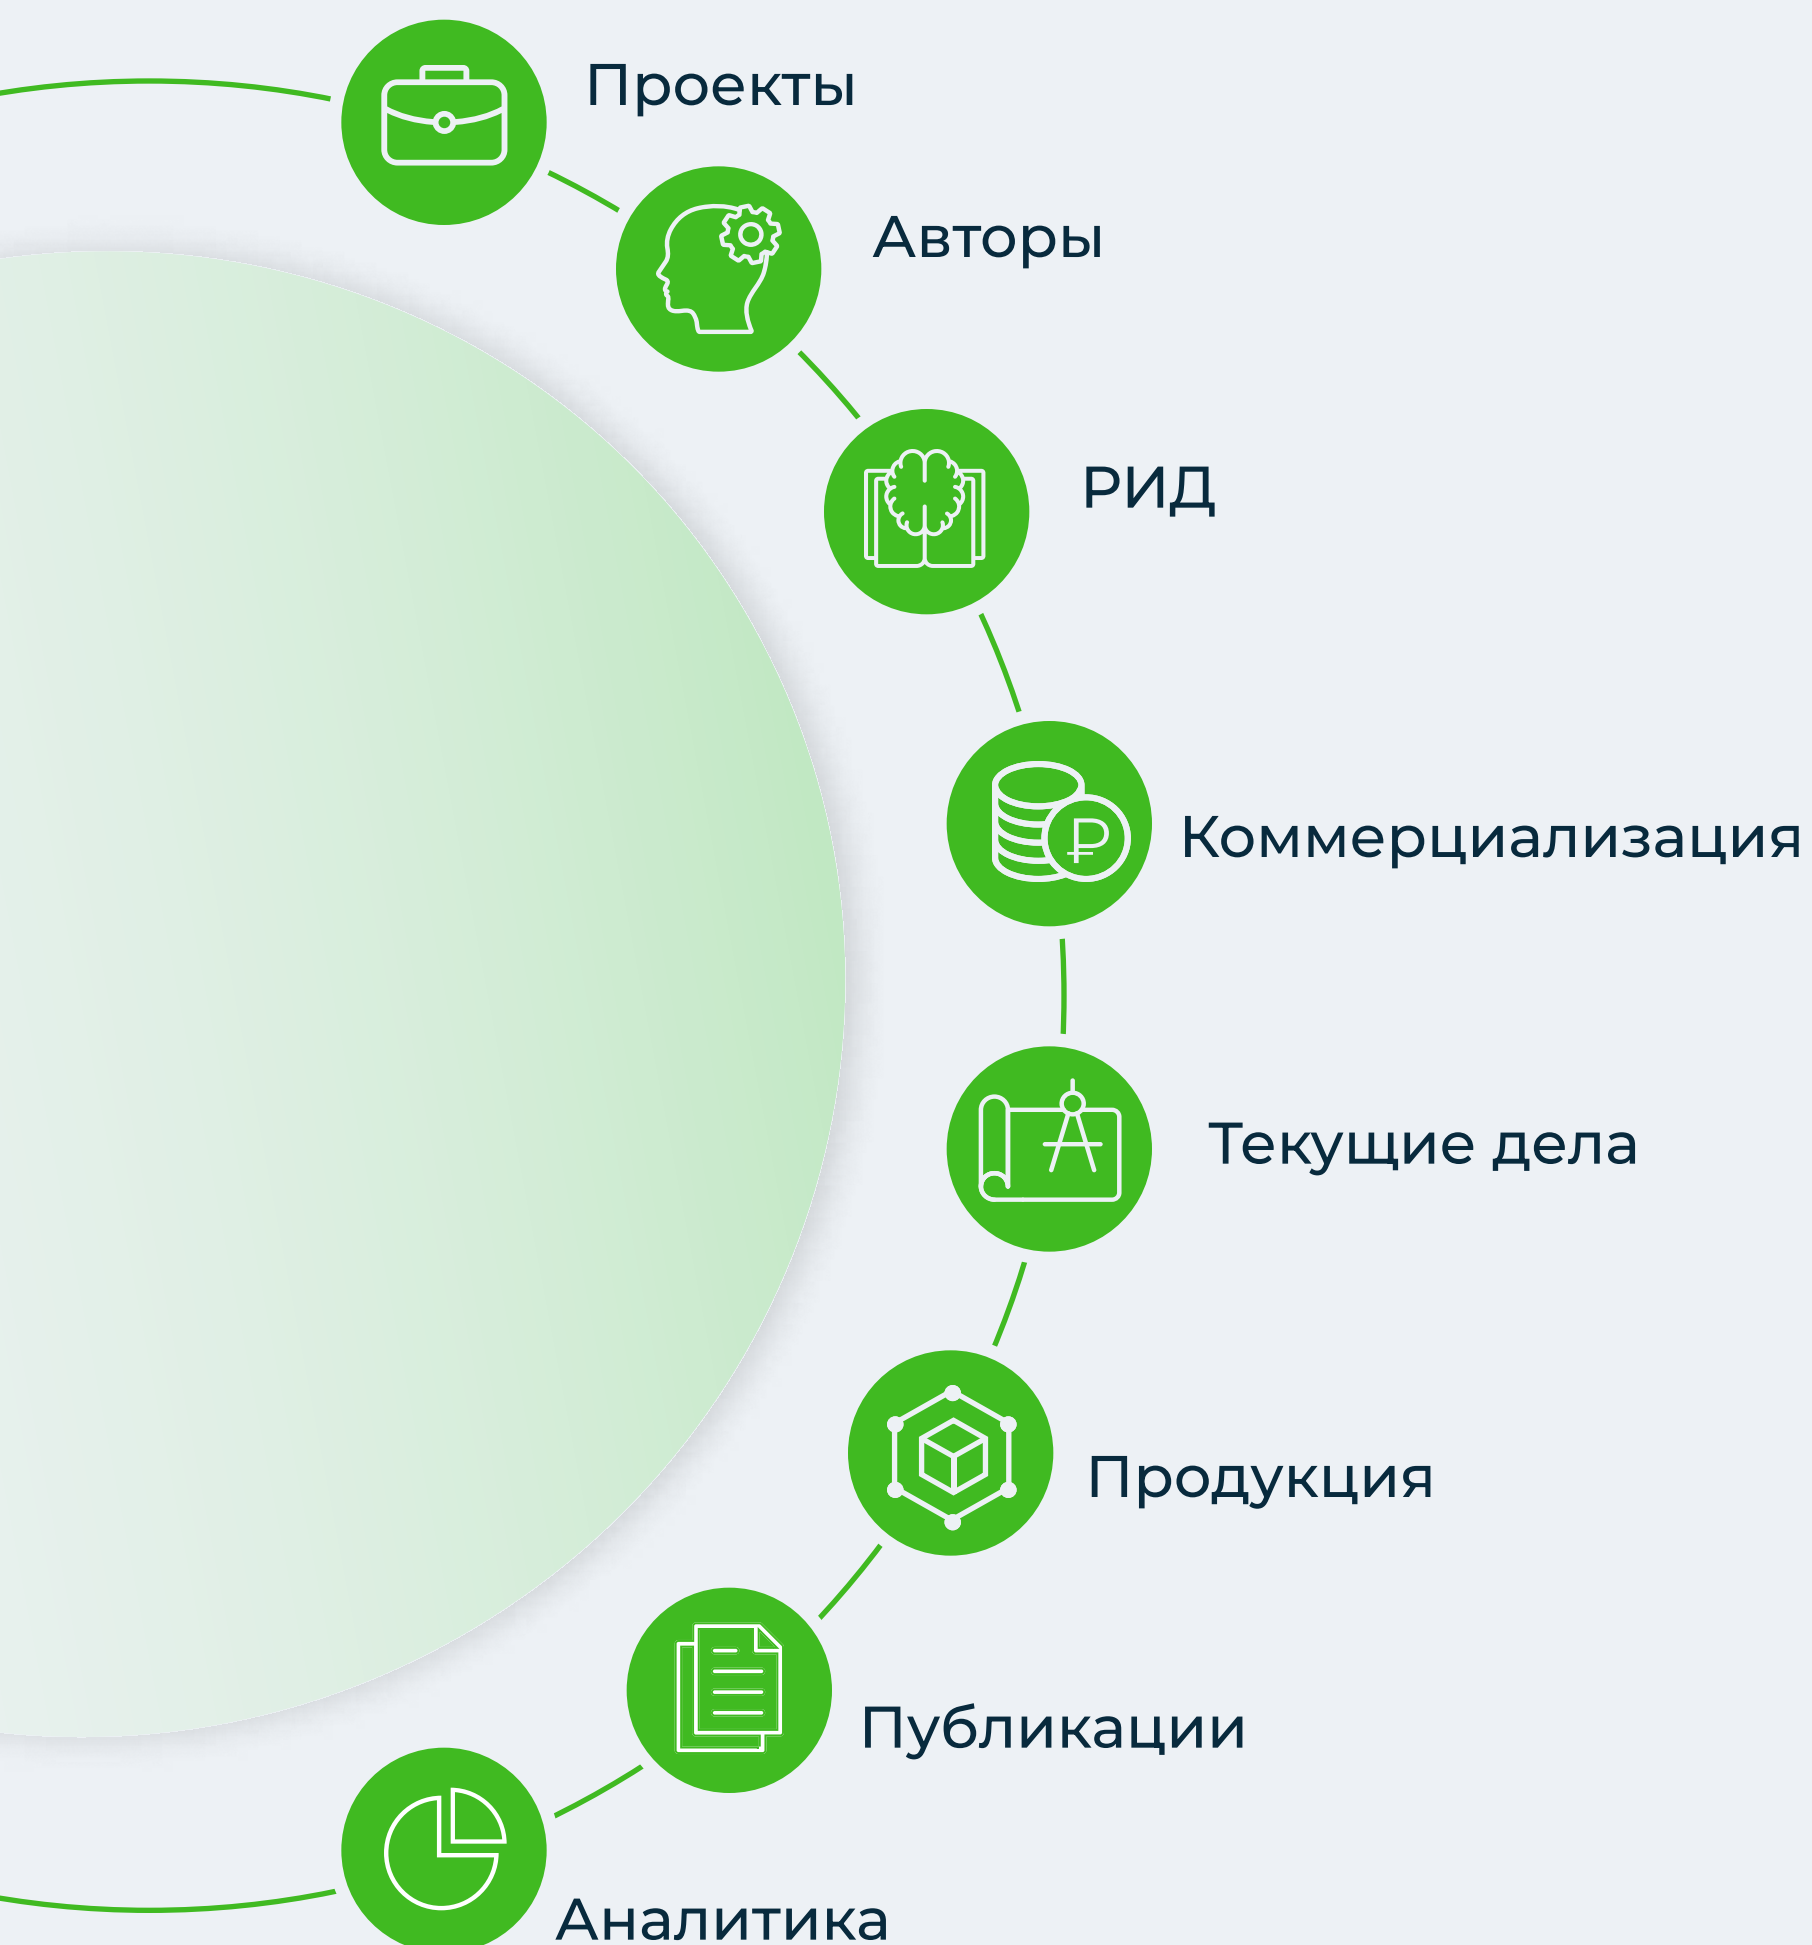 Проекты
Авторы
РИД
Коммерциализация
Текущие дела
Продукция
Публикации
Аналитика